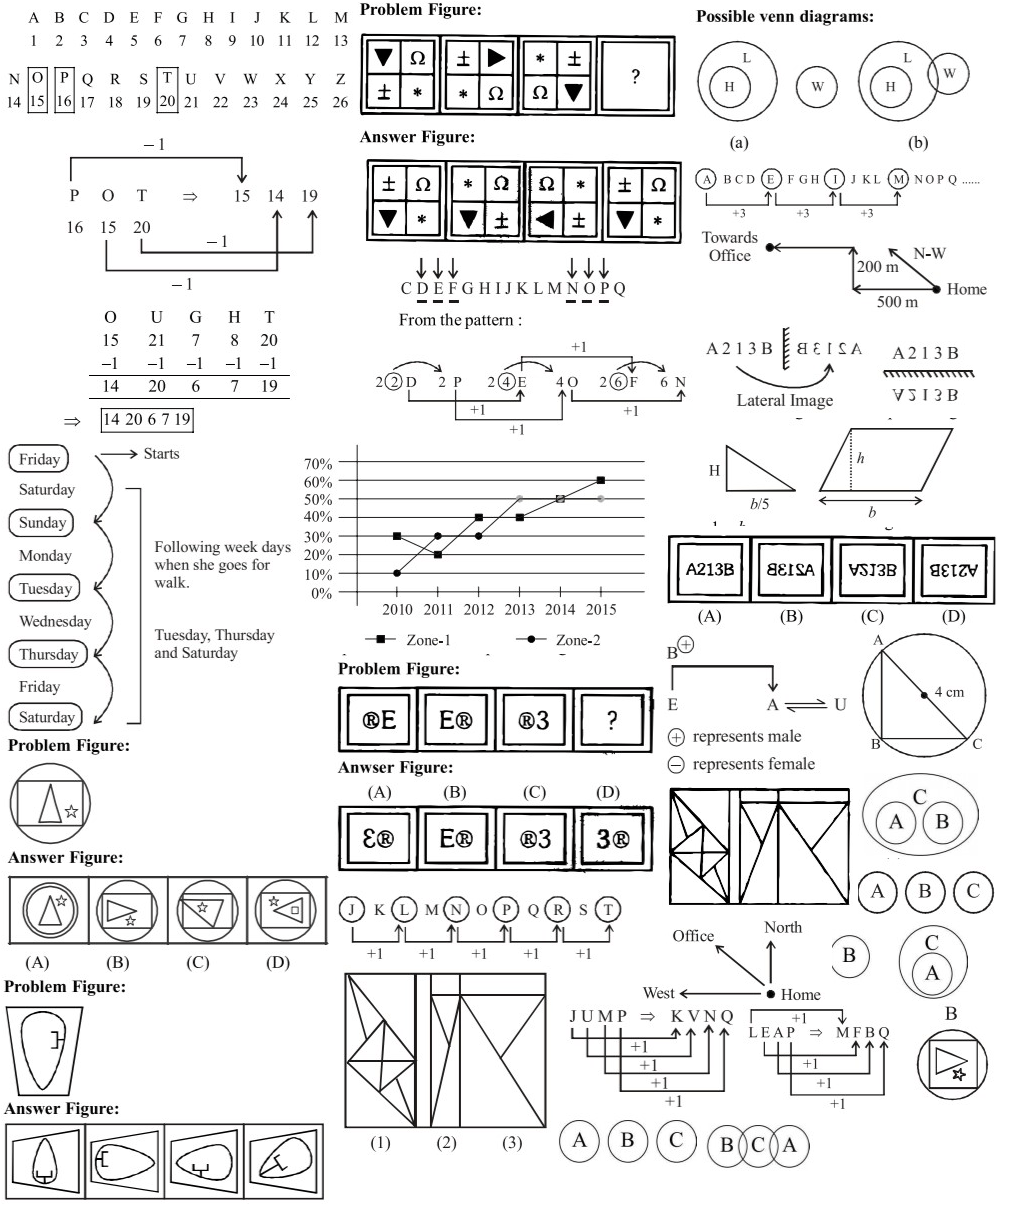 A B C D E F G H I J K L M
1 2 3 4 5 6 7 8 9 10 11 12 13
N O P Q R S T U V W X Y Z
14 15 16 17 18 19 20 21 22 23 24 25 26
– 1
P O T ⇒ 15 14 19
16 15 20
– 1
– 1
O U G H T
15 21 7 8 20
–1 –1 –1 –1 –1
14 20 6 7 19
⇒ 14 20 6 7 19
Friday Starts
Saturday
Sunday
Monday
Tuesday
Wednesday
Thursday
Friday
Saturday
Following week days
when she goes for
walk.
Tuesday, Thursday
and Saturday
Problem Figure:
Answer Figure:
(A) (B) (C) (D)
Problem Figure:
Answer Figure:
Problem Figure:
Ω ± * ± ?
± * * Ω Ω
Answer Figure:
± Ω * Ω Ω * ± Ω
* ± ± *
C D E F G H I J K L M N O P Q
From the pattern :
+1
2 2 D 2 P 2 4 E 4 O 2 6 F 6 N
+1 +1
+1
70%
60%
50%
40%
30%
20%
10%
0%
2010 2011 2012 2013 2014 2015
Zone-1 Zone-2
Problem Figure:
®E E® ®3 ?
Anwser Figure:
(A) (B) (C) (D)
Ɛ® E® ®3 3®
J K L M N O P Q R S T
+1 +1 +1 +1 +1
(1) (2) (3)
Possible venn diagrams:
L H W
L H W
(a) (b)
A B C D E F G H I J K L M N O P Q ......
+3 +3 +3
Towards
Office
N-W
200 m
Home
500 m
A 2 1 3 B
Lateral Image
A 2 1 3 B
H
b/5
h
b
A213B
(A) (B) (C) (D)
B +
E A U
+ represents male
– represents female
A
4 cm
B C
C
A B
A B C
North
Office
West Home
B
C
A
B
J U M P ⇒ K V N Q
+1
+1
+1
+1
L E A P ⇒ M F B Q
+1
+1
+1
+1
A B C
B C A